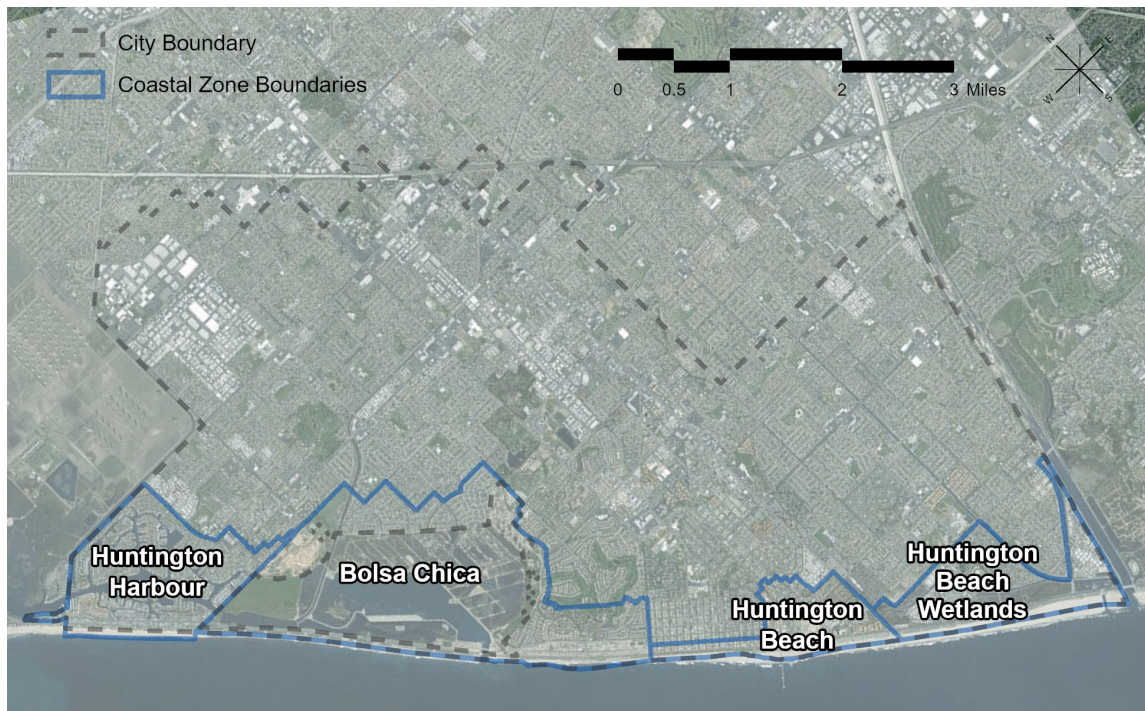 City Boundary
Coastal Zone Boundaries
0 0.5 1 2 3 Miles
N E
W S
Huntington
Harbour
Bolsa Chica
Huntington
Beach
Huntington
Beach
Wetlands